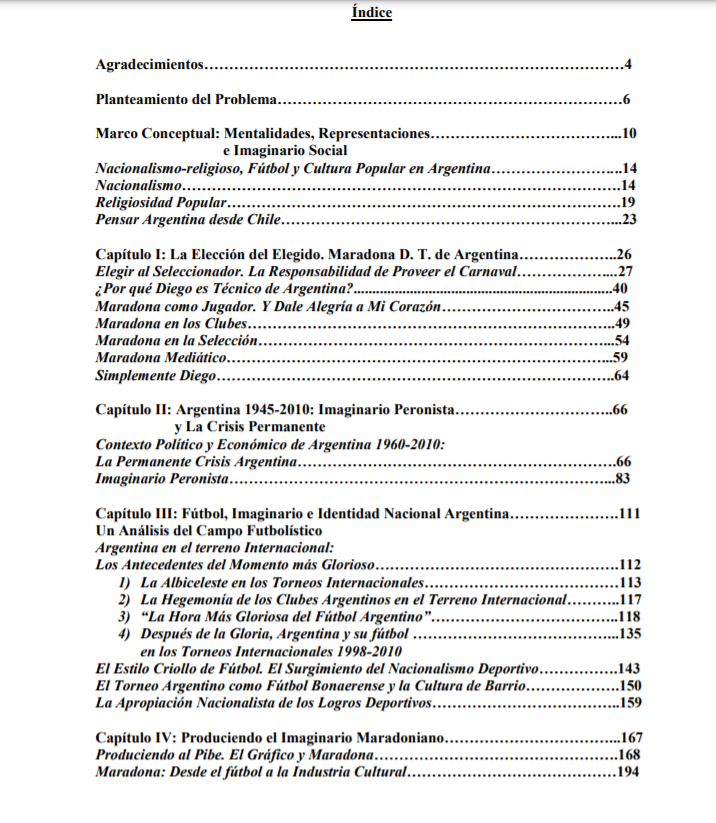 Índice
Agradecimientos……………………………………………………………………………4
Planteamiento del Problema………………………………………………………………6
Marco Conceptual: Mentalidades, Representaciones…………………………………...10
e Imaginario Social
Nacionalismo-religioso, Fútbol y Cultura Popular en Argentina……………………….14
Nacionalismo……………………………………………………………………………….14
Religiosidad Popular……………………………………………………………………….19
Pensar Argentina desde Chile……………………………………………………………...23
Capítulo I: La Elección del Elegido. Maradona D. T. de Argentina………………….26
Elegir al Seleccionador. La Responsabilidad de Proveer el Carnaval…………………....27
¿Por qué Diego es Técnico de Argentina?................................................................40
Maradona como Jugador. Y Dale Alegría a Mi Corazón………………………………..45
Maradona en los Clubes…………………………………………………………………..49
Maradona en la Selección………………………………………………………………...54
Maradona Mediático……………………………………………………………………...59
Simplemente Diego………………………………………………………………………..64
Capítulo II: Argentina 1945-2010: Imaginario Peronista…………………………….66
y La Crisis Permanente
Contexto Político y Económico de Argentina 1960-2010:
La Permanente Crisis Argentina………………………………………………………….66
Imaginario Peronista……………………………………………………………………...83
Capítulo III: Fútbol, Imaginario e Identidad Nacional Argentina………………….111
Un Análisis del Campo Futbolístico
Argentina en el terreno Internacional:
Los Antecedentes del Momento más Glorioso…………………………………………….112
1) La Albiceleste en los Torneos Internacionales…………………………………113
2) La Hegemonía de los Clubes Argentinos en el Terreno Internacional……….117
3) “La Hora Más Gloriosa del Fútbol Argentino”………………………………..118
4) Después de la Gloria, Argentina y su fútbol …………………………………...135
en los Torneos Internacionales 1998-2010
El Estilo Criollo de Fútbol. El Surgimiento del Nacionalismo Deportivo…………….143
El Torneo Argentino como Fútbol Bonaerense y la Cultura de Barrio……………….150
La Apropiación Nacionalista de los Logros Deportivos………………………………...159
Capítulo IV: Produciendo el Imaginario Maradoniano………………………………...167
Produciendo al Pibe. El Gráfico y Maradona…………………………………………...168
Maradona: Desde el fútbol a la Industria Cultural……………………………………194